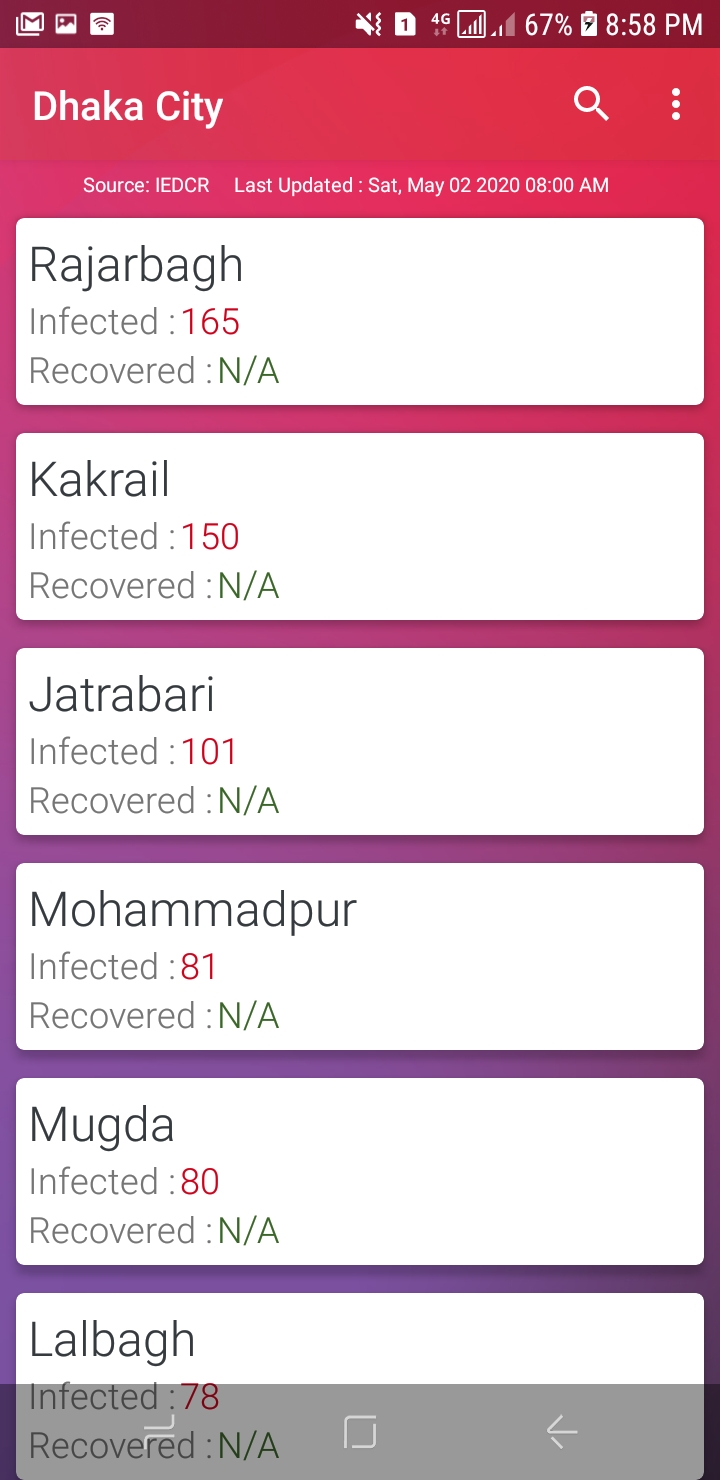 1 4G 67% 8:58 PM
Dhaka City
Source: IEDCR Last Updated : Sat, May 02 2020 08:00 AM
Rajarbagh
Infected : 165
Recovered : N/A
Kakrail
Infected : 150
Recovered : N/A
Jatrabari
Infected : 101
Recovered : N/A
Mohammadpur
Infected : 81
Recovered : N/A
Mugda
Infected : 80
Recovered : N/A
Lalbagh
Infected : 78
Recovered : N/A